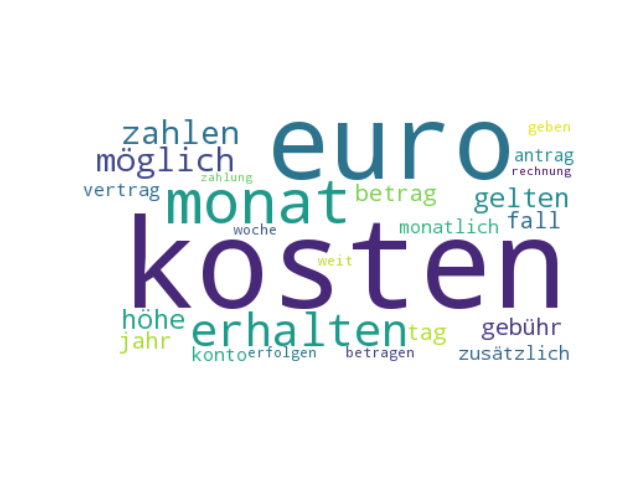 euro
geben
zahlen
möglich
antrag
zahlung
rechnung
vertrag
monat
betrag
gelten
fall
woche
monatlich
kosten
weit
höhe
erhalten
tag
gebühr
jahr
konto
erfolgen
betragen
zusätzlich